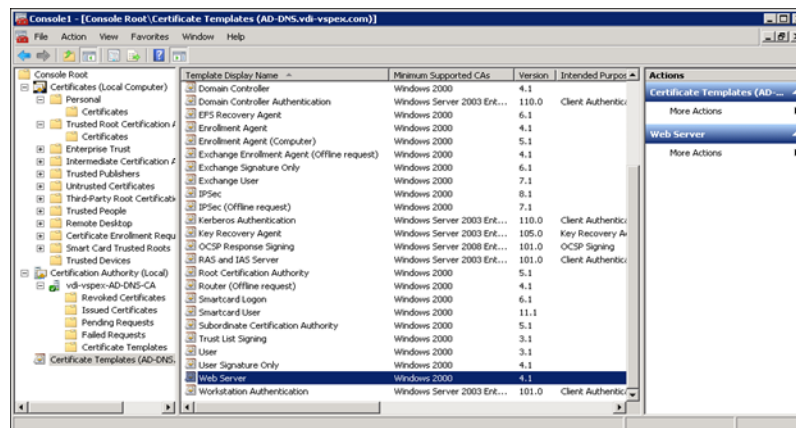 Console1 - [Console Root\Certificate Templates (AD-DNS.vdi-vspex.com)]
File Action View Favorites Window Help
Console Root
Certificates (Local Computer)
Personal
Certificates
Trusted Root Certification A
Certificates
Enterprise Trust
Intermediate Certification A
Trusted Publishers
Untrusted Certificates
Third-Party Root Certificati
Trusted People
Remote Desktop
Certificate Enrollment Requ
Smart Card Trusted Roots
Trusted Devices
Certification Authority (Local)
vdi-vspex-AD-DNS-CA
Revoked Certificates
Issued Certificates
Pending Requests
Failed Requests
Certificate Templates
Certificate Templates (AD-DNS.
Template Display Name Minimum Supported CAs Version Intended Purpos
Domain Controller Windows 2000 4.1
Domain Controller Authentication Windows Server 2003 Ent... 110.0 Client Authentica
EFS Recovery Agent Windows 2000 6.1
Enrollment Agent Windows 2000 4.1
Enrollment Agent (Computer) Windows 2000 5.1
Exchange Enrollment Agent (Offline request) Windows 2000 4.1
Exchange Signature Only Windows 2000 6.1
Exchange User Windows 2000 7.1
IPSec Windows 2000 8.1
IPSec (Offline request) Windows 2000 7.1
Kerberos Authentication Windows Server 2003 Ent... 110.0 Client Authentica
Key Recovery Agent Windows Server 2003 Ent... 105.0 Key Recovery A
OCSP Response Signing Windows Server 2008 Ent... 101.0 OCSP Signing
RAS and IAS Server Windows Server 2003 Ent... 101.0 Client Authentica
Root Certification Authority Windows 2000 5.1
Router (Offline request) Windows 2000 4.1
Smartcard Logon Windows 2000 6.1
Smartcard User Windows 2000 11.1
Subordinate Certification Authority Windows 2000 5.1
Trust List Signing Windows 2000 3.1
User Windows 2000 3.1
User Signature Only Windows 2000 4.1
Web Server Windows 2000 4.1
Workstation Authentication Windows Server 2003 Ent... 101.0 Client Authentica
Actions
Certificate Templates (AD-...
More Actions
Web Server
More Actions